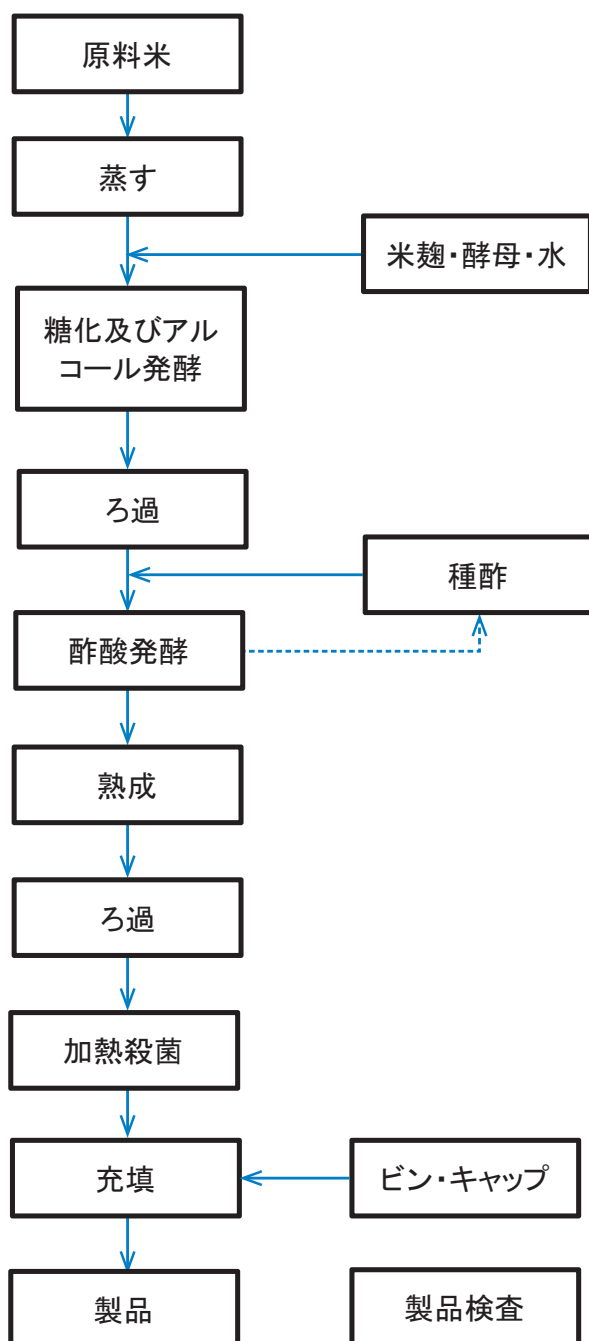 原料米
蒸す
米麹・酵母・水
糖化及びアル
コール発酵
ろ過
種酢
酢酸発酵
熟成
ろ過
加熱殺菌
充填
ビン・キャップ
製品
製品検査